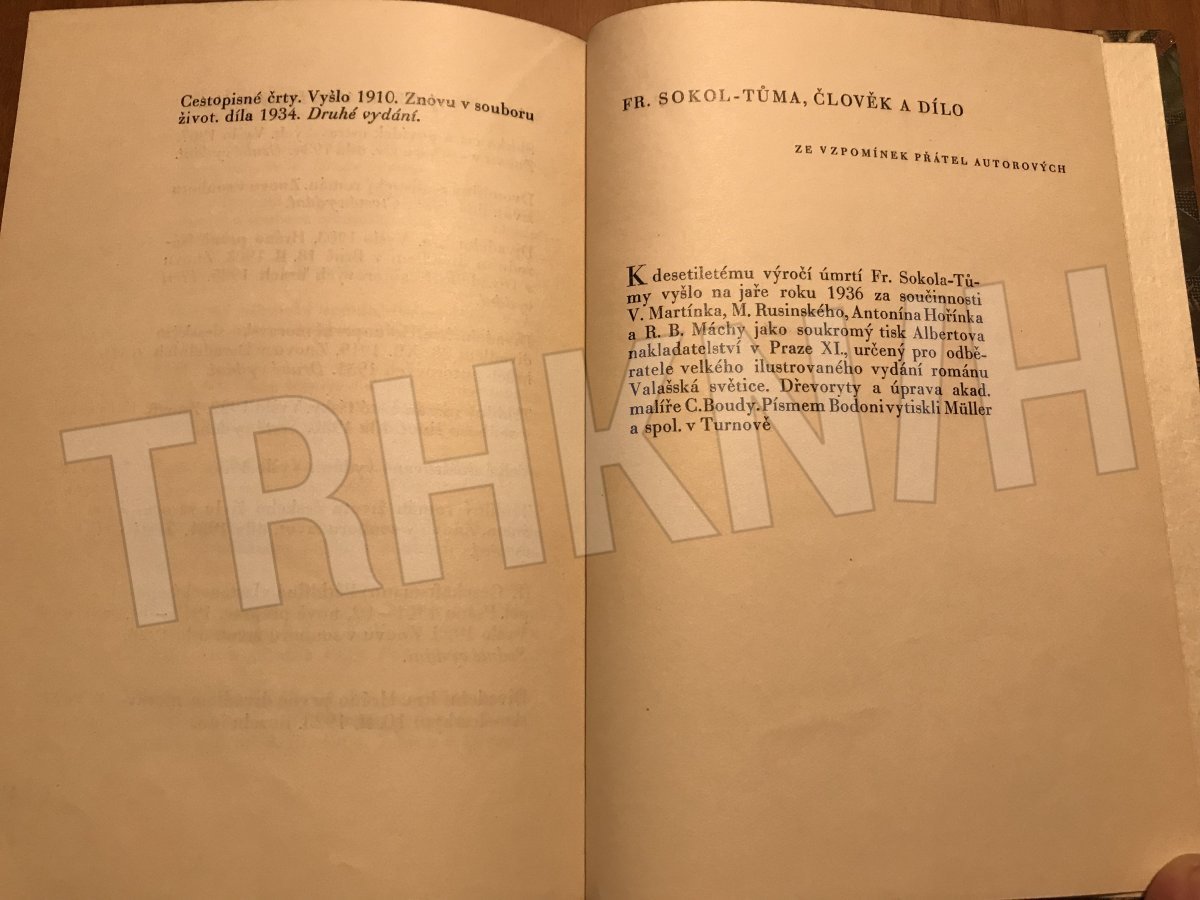 Cestopisné črty. Vyšlo 1910. Znovu v souboru
život. díla 1934. Druhé vydání.
FR. SOKOL-TŮMA, ČLOVĚK A DÍLO
ZE VZPOMÍNEK PŘÁTEL AUTOROVÝCH
K desetiletému výročí úmrtí Fr. Sokola-Tů-
my vyšlo na jaře roku 1936 za součinnosti
V. Martínka, M. Rusinského, Antonína Hořínka
a R. B. Máchy jako soukromý tisk Albertova
nakladatelství v Praze XI., určený pro odbě-
ratele velkého ilustrovaného vydání románu
Valašská světice. Dřevoryty a úprava akad.
malíře C. Boudy. Písmem Bodoni vytiskli Müller
a spol. v Turnově
TRHKNIH